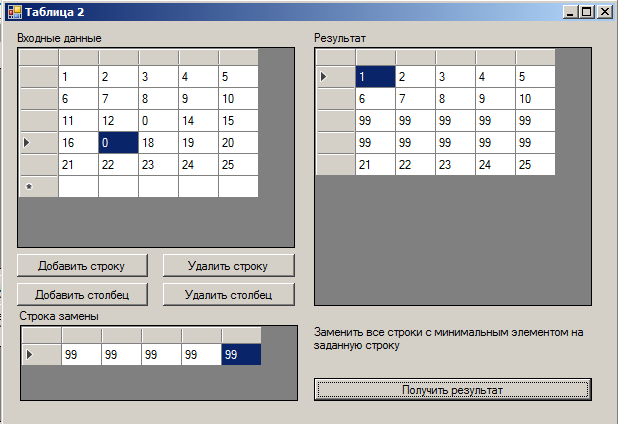 Таблица 2
Входные данные
1 2 3 4 5
6 7 8 9 10
11 12 0 14 15
16 0 18 19 20
21 22 23 24 25
*
Добавить строку Удалить строку
Добавить столбец Удалить столбец
Строка замены
99 99 99 99 99
Результат
1 2 3 4 5
6 7 8 9 10
99 99 99 99 99
99 99 99 99 99
21 22 23 24 25
Заменить все строки с минимальным элементом на
заданную строку
Получить результат